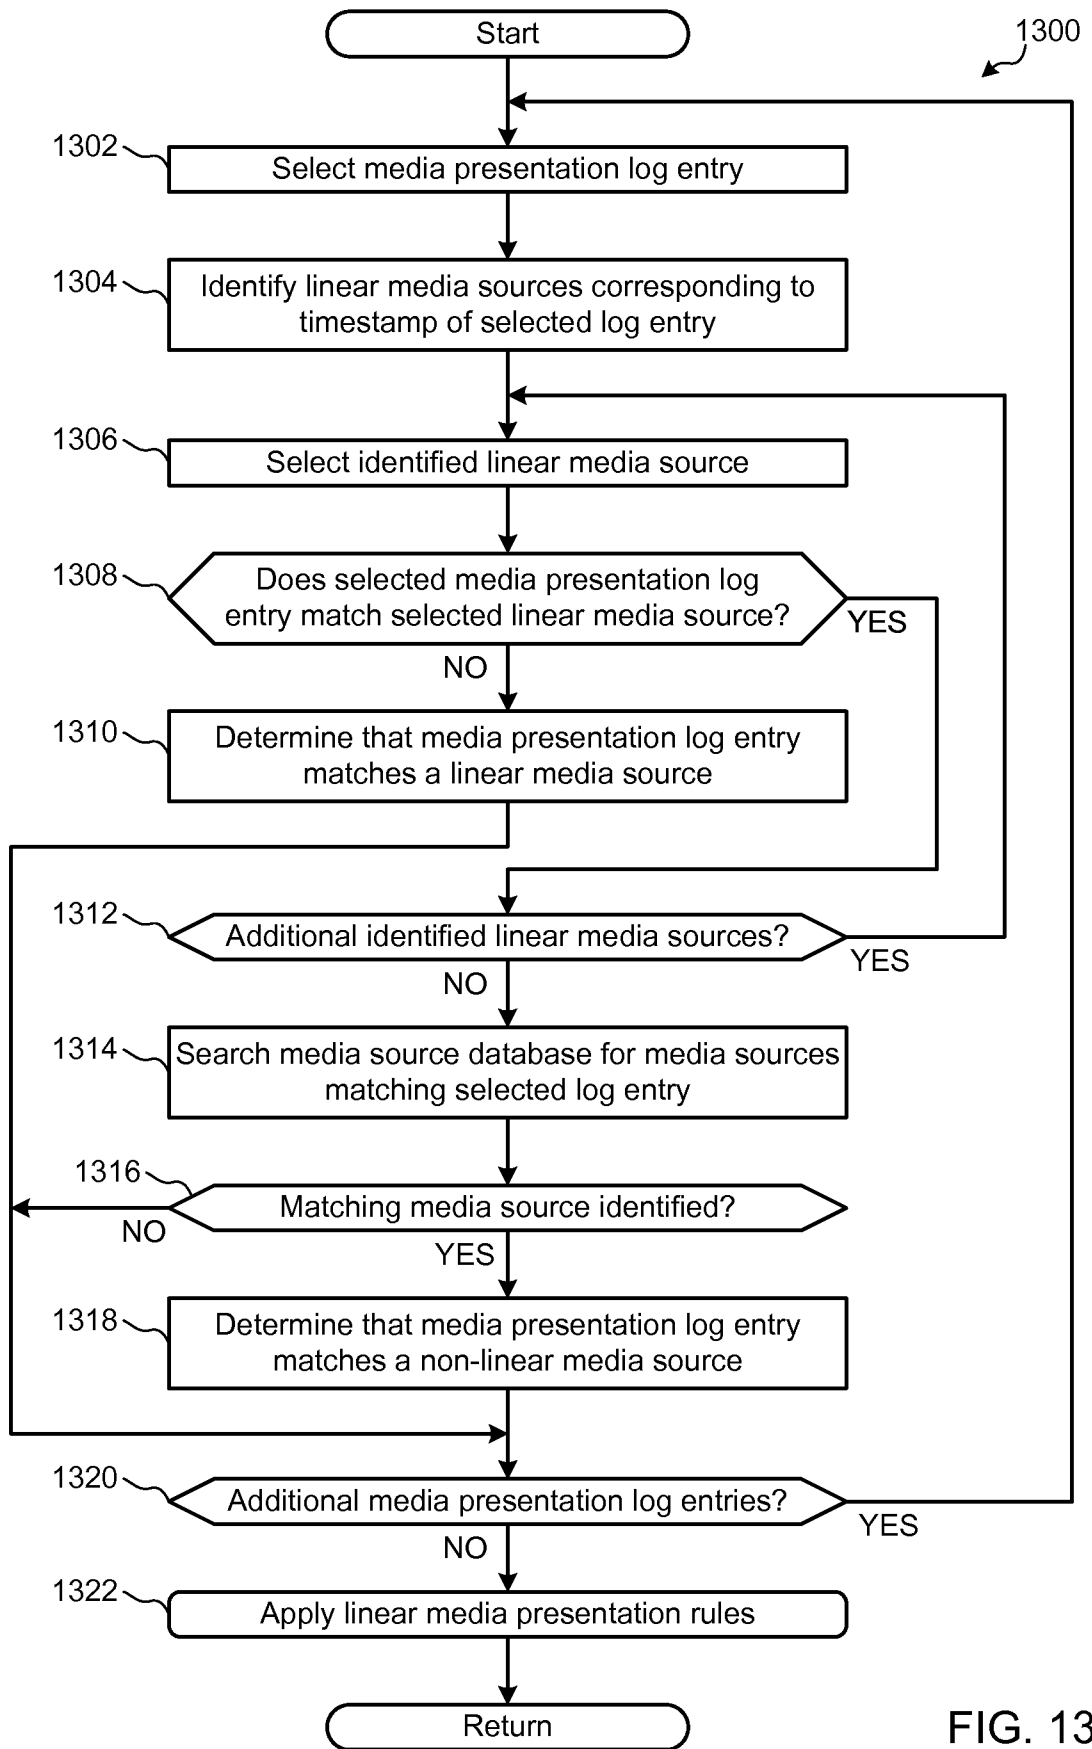 Start
1300
1302
Select media presentation log entry
1304
Identify linear media sources corresponding to
timestamp of selected log entry
1306
Select identified linear media source
1308
Does selected media presentation log
entry match selected linear media source?
YES
NO
1310
Determine that media presentation log entry
matches a linear media source
1312
Additional identified linear media sources?
YES
NO
1314
Search media source database for media sources
matching selected log entry
1316
Matching media source identified?
NO
YES
1318
Determine that media presentation log entry
matches a non-linear media source
1320
Additional media presentation log entries?
YES
NO
1322
Apply linear media presentation rules
Return
FIG. 13